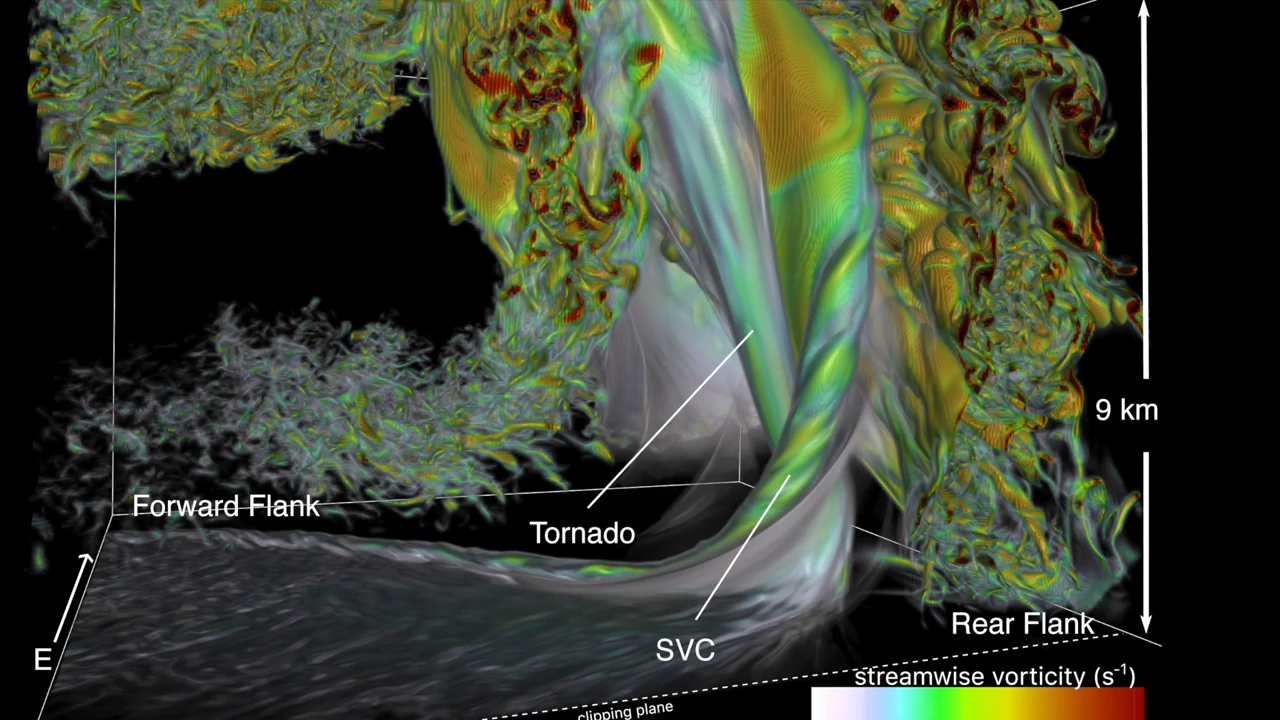 9 km
Forward Flank
Tornado
Rear Flank
SVC
E
streamwise vorticity (s⁻¹)
clipping plane